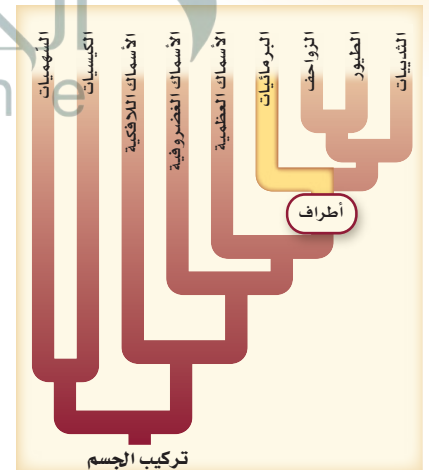 الثدييات
الطيور
الزواحف
البرمائيات
الأسماك العظمية
الأسماك الغضروفية
الأسماك اللافكية
الكيسيات
السهميات
أطراف
تركيب الجسم